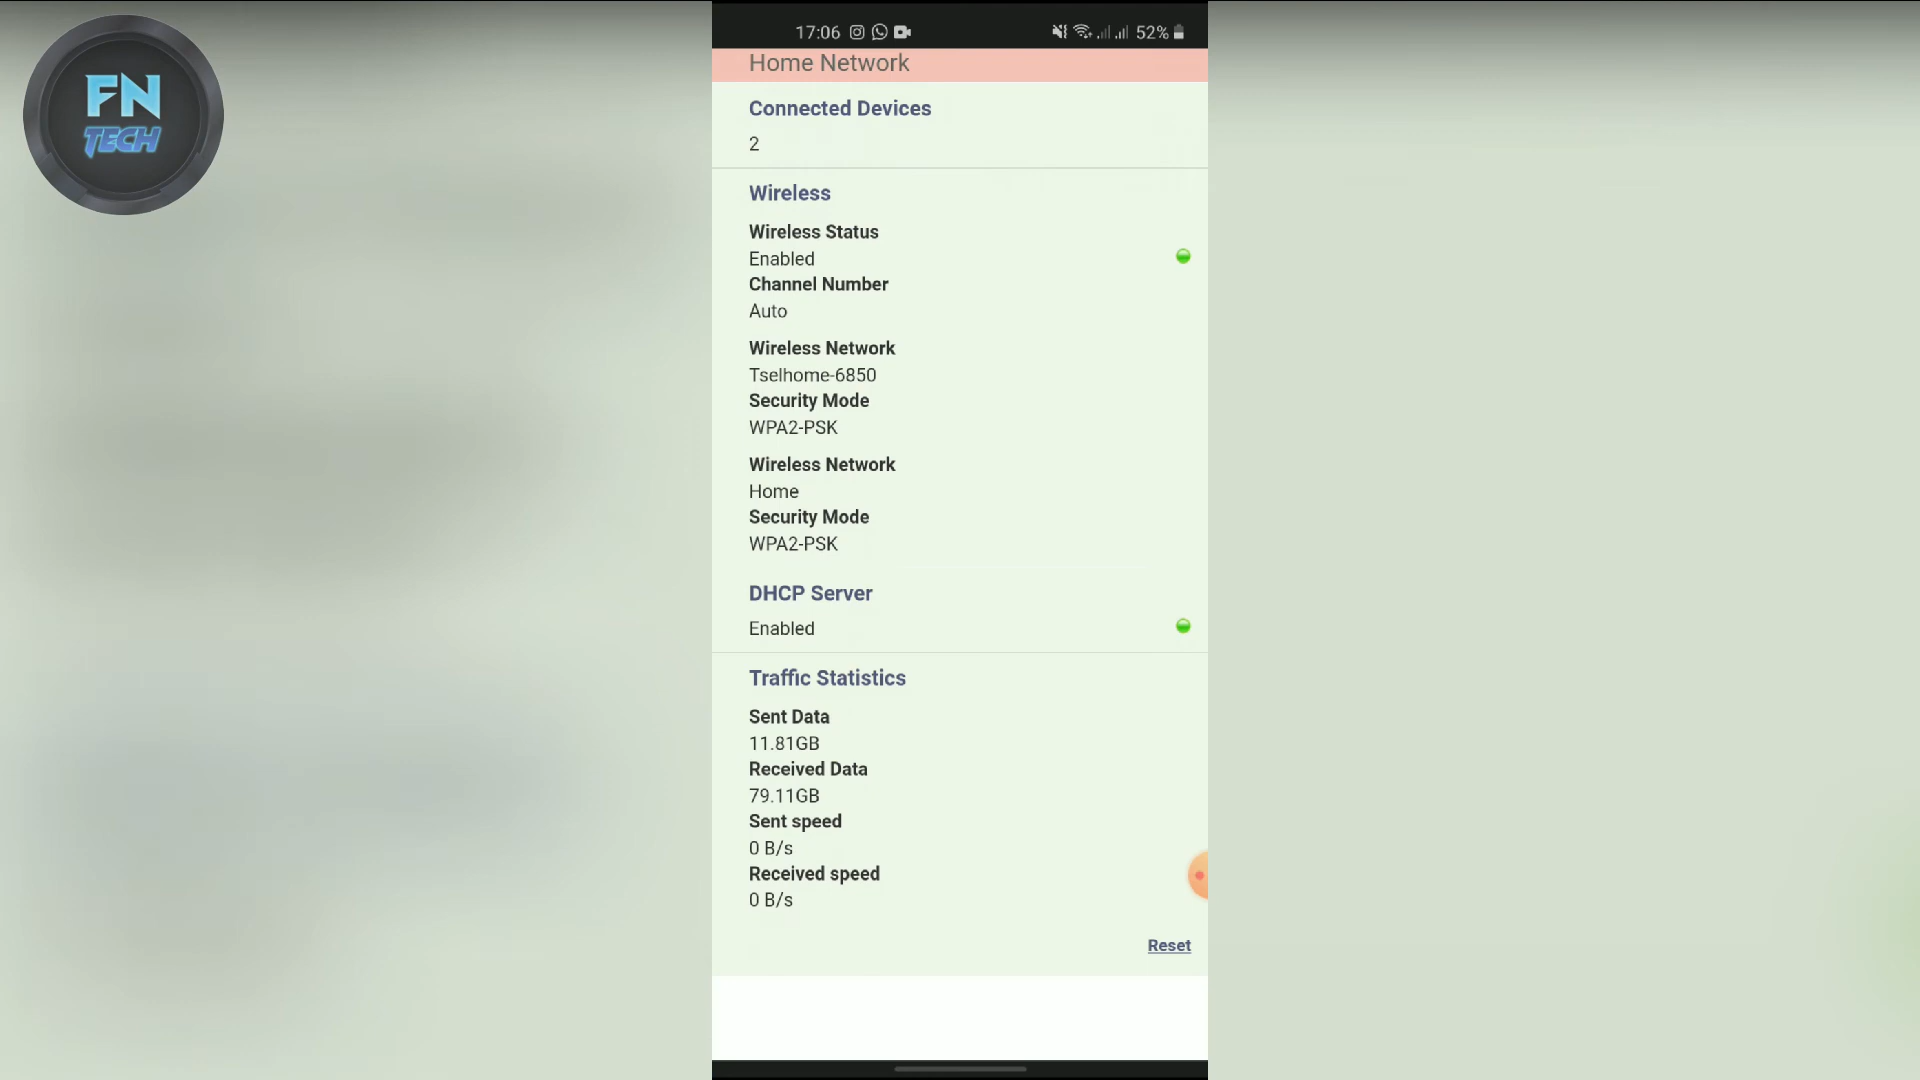 FN
TECH
17:06 52%
Home Network
Connected Devices
2
Wireless
Wireless Status
Enabled
Channel Number
Auto
Wireless Network
Tselhome-6850
Security Mode
WPA2-PSK
Wireless Network
Home
Security Mode
WPA2-PSK
DHCP Server
Enabled
Traffic Statistics
Sent Data
11.81GB
Received Data
79.11GB
Sent speed
0 B/s
Received speed
0 B/s
Reset